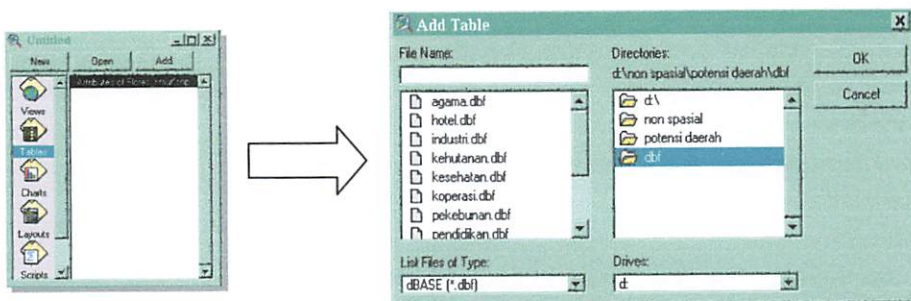 Untitled
New Open Add
Attributes of
Views
Tables
Charts
Layouts
Scripts
Add Table
File Name:
agama.dbf
hotel.dbf
industri.dbf
kehutanan.dbf
kesehatan.dbf
koperasi.dbf
pekebunan.dbf
pendidikan.dbf
List Files of Type:
dBASE (*.dbf)
Directories:
d:\non spasial\potensi daerah\dbf
d:\
non spasial
potensi daerah
dbf
Drives:
d:
OK
Cancel